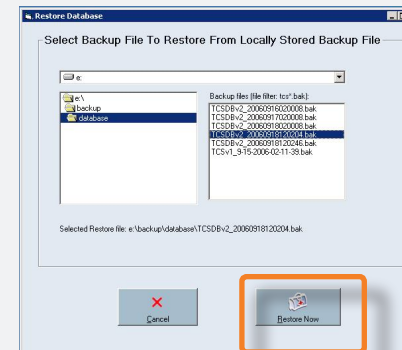 Restore Database
Select Backup File To Restore From Locally Stored Backup File
e:
Backup files (file filter: tcs*.bak):
e:\
backup
database
TCSDBv2_20060916020008.bak
TCSDBv2_20060917020008.bak
TCSDBv2_20060918020008.bak
TCSDBv2_20060918120204.bak
TCSDBv2_20060918120246.bak
TCSv1_9-15-2006-02-11-39.bak
Selected Restore file: e:\backup\database\TCSDBv2_20060918120204.bak
Cancel
Restore Now